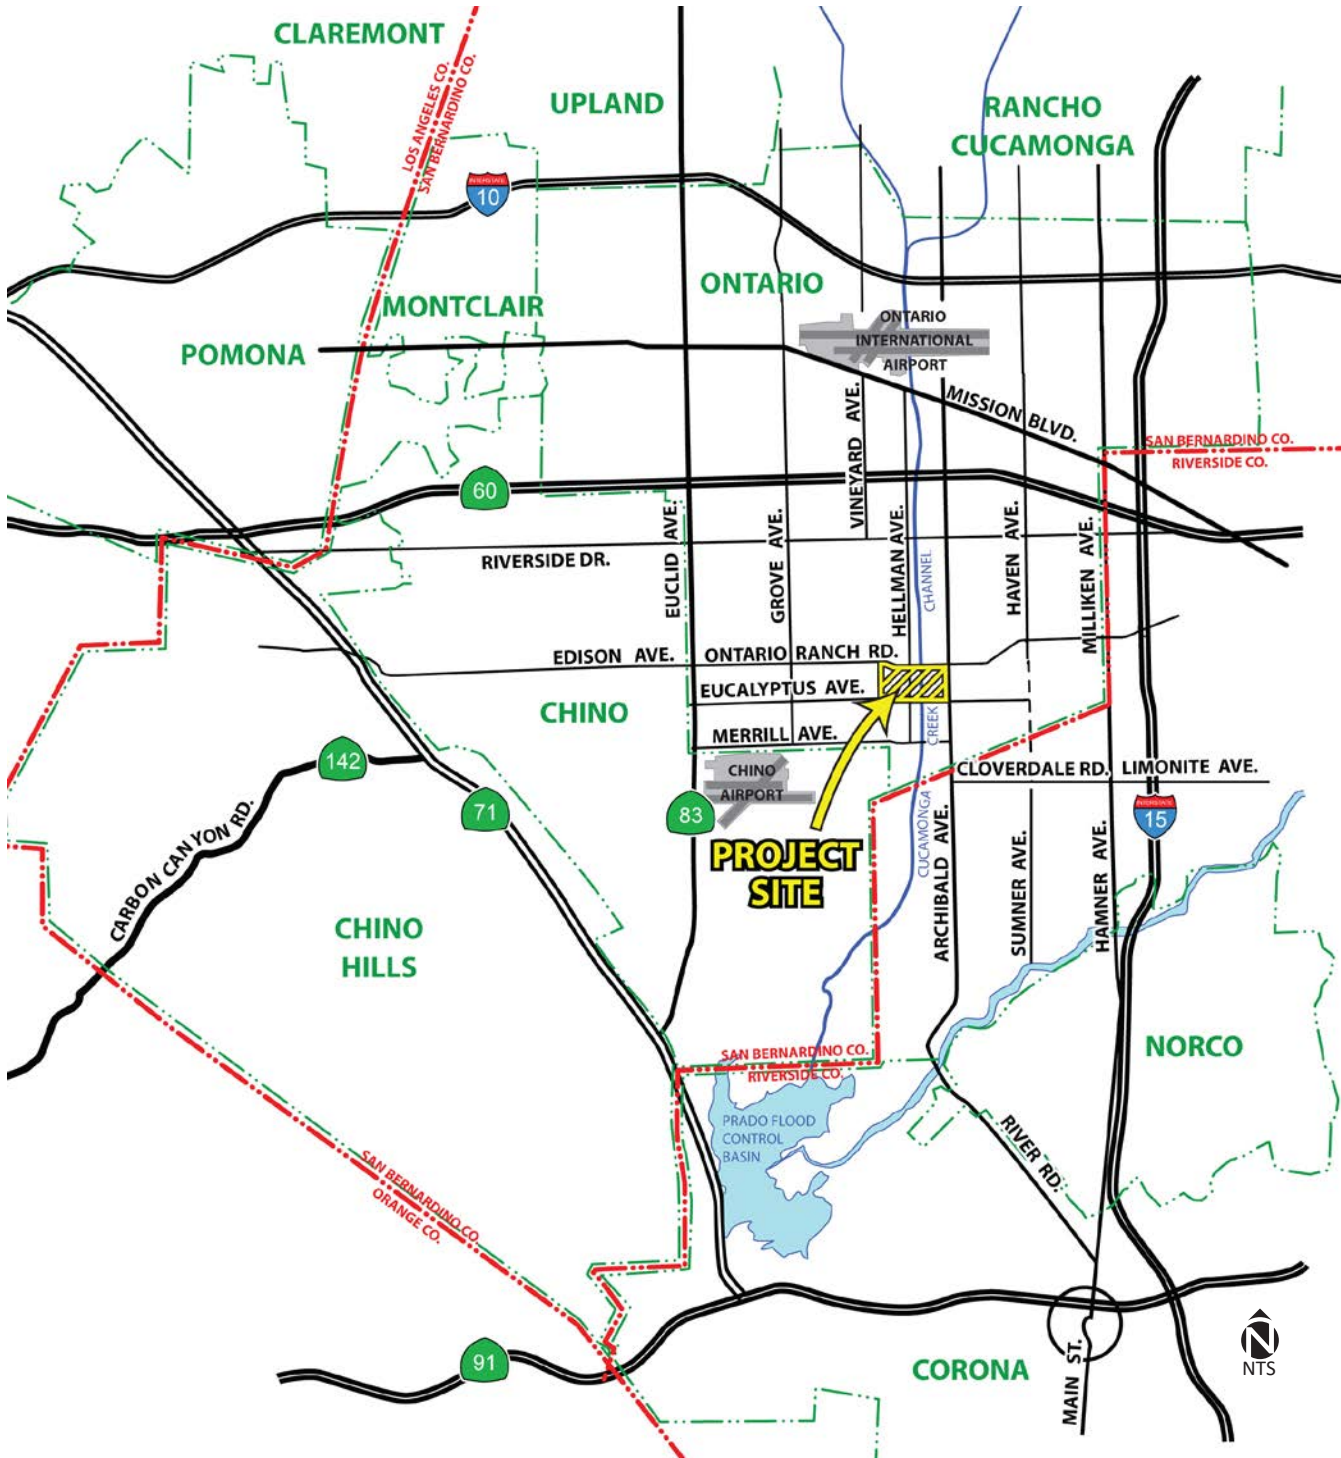 CLAREMONT
LOS ANGELES CO.
SAN BERNARDINO CO.
UPLAND
RANCHO
CUCAMONGA
INTERSTATE
10
ONTARIO
MONTCLAIR
POMONA
ONTARIO
INTERNATIONAL
AIRPORT
MISSION BLVD.
VINEYARD AVE.
SAN BERNARDINO CO.
RIVERSIDE CO.
60
RIVERSIDE DR.
EUCLID AVE.
GROVE AVE.
HELLMAN AVE.
CHANNEL
HAVEN AVE.
MILLIKEN AVE.
EDISON AVE.
ONTARIO RANCH RD.
EUCALYPTUS AVE.
CHINO
MERRILL AVE.
CREEK
CUCAMONGA
142
CARBON CANYON RD.
71
83
CHINO
AIRPORT
CLOVERDALE RD.
LIMONITE AVE.
INTERSTATE
15
PROJECT
SITE
ARCHIBALD AVE.
SUMNER AVE.
HAMNER AVE.
CHINO
HILLS
NORCO
SAN BERNARDINO CO.
RIVERSIDE CO.
PRADO FLOOD
CONTROL
BASIN
RIVER RD.
SAN BERNARDINO CO.
ORANGE CO.
91
CORONA
MAIN ST.
N
NTS